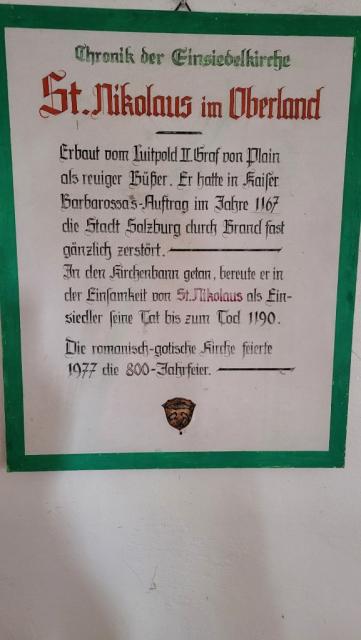 Chronik der Einsiedelkirche
St. Nikolaus im Oberland
Erbaut vom Luitpold II. Graf von Plain
als reuiger Büßer. Er hatte in Kaiser
Barbarossa's-Auftrag im Jahre 1167
die Stadt Salzburg durch Brand fast
gänzlich zerstört.
In den Kirchenbann getan, bereute er in
der Einsamkeit von St. Nikolaus als Ein-
siedler seine Tat bis zum Tod 1190.
Die romanisch-gotische Kirche feierte
1977 die 800-Jahrfeier.